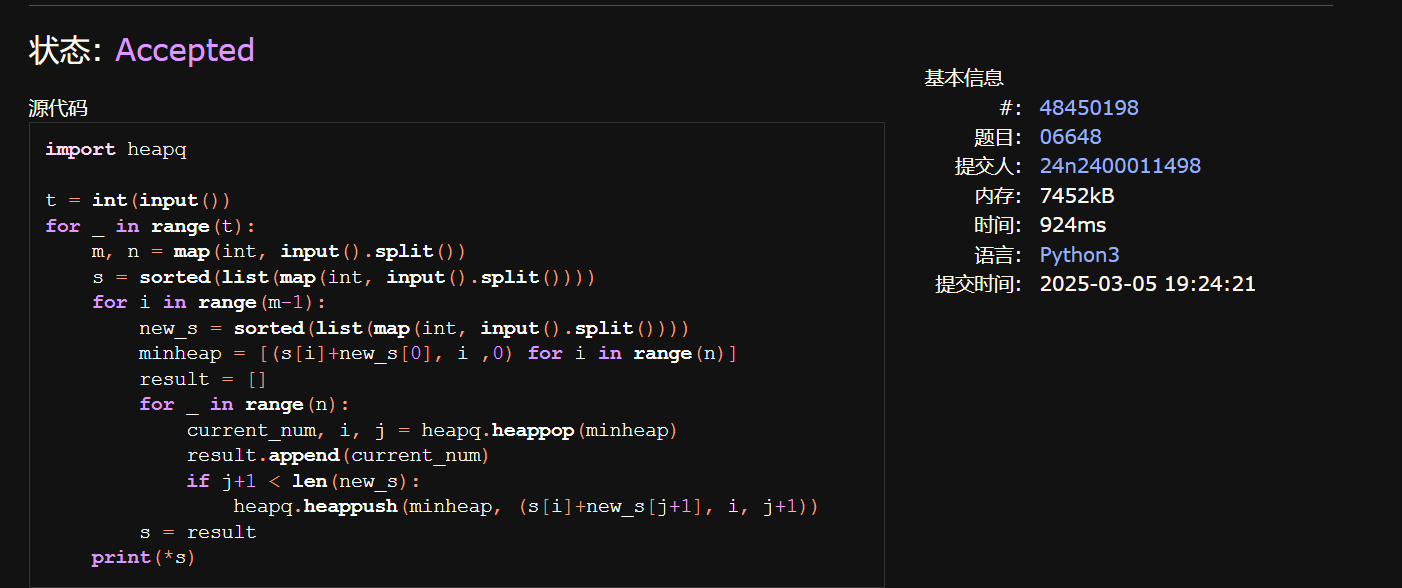 状态: Accepted
源代码
import heapq

t = int(input())
for _ in range(t):
    m, n = map(int, input().split())
    s = sorted(list(map(int, input().split())))
    for i in range(m-1):
        new_s = sorted(list(map(int, input().split())))
        minheap = [(s[i]+new_s[0], i ,0) for i in range(n)]
        result = []
        for _ in range(n):
            current_num, i, j = heapq.heappop(minheap)
            result.append(current_num)
            if j+1 < len(new_s):
                heapq.heappush(minheap, (s[i]+new_s[j+1], i, j+1))
        s = result
    print(*s)
基本信息
#: 48450198
题目: 06648
提交人: 24n2400011498
内存: 7452kB
时间: 924ms
语言: Python3
提交时间: 2025-03-05 19:24:21